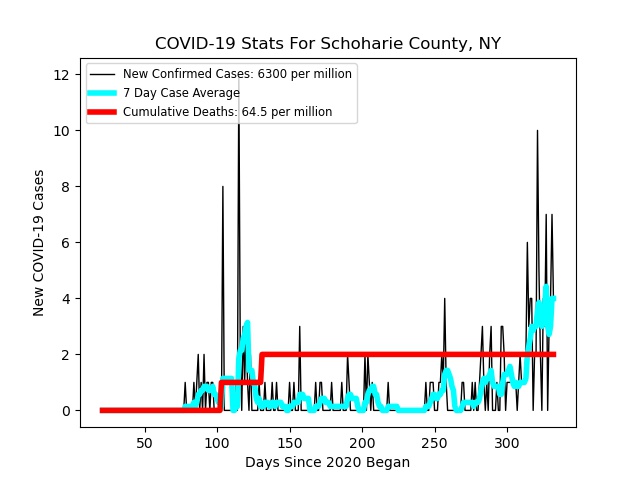 COVID-19 Stats For Schoharie County, NY
New Confirmed Cases: 6300 per million
7 Day Case Average
Cumulative Deaths: 64.5 per million
New COVID-19 Cases
12
10
8
6
4
2
0
50 100 150 200 250 300
Days Since 2020 Began